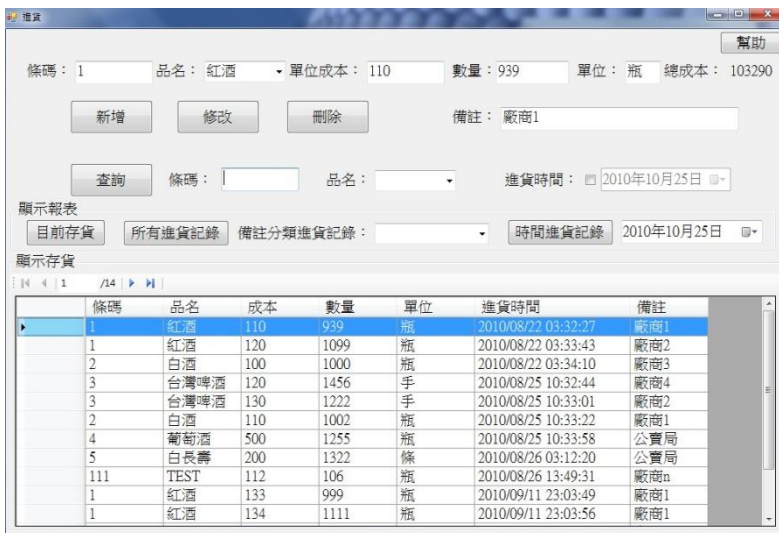 進貨
幫助
條碼： 1 品名： 紅酒 單位成本： 110 數量： 939 單位： 瓶 總成本： 103290
新增 修改 刪除 備註： 廠商1
查詢 條碼： 品名： 進貨時間： 2010年10月25日
顯示報表
目前存貨 所有進貨記錄 備註分類進貨記錄： 時間進貨記錄 2010年10月25日
顯示存貨
1 /14
條碼 品名 成本 數量 單位 進貨時間 備註
1 紅酒 110 939 瓶 2010/08/22 03:32:27 廠商1
1 紅酒 120 1099 瓶 2010/08/22 03:33:43 廠商2
2 白酒 100 1000 瓶 2010/08/22 03:34:10 廠商3
3 台灣啤酒 120 1456 手 2010/08/25 10:32:44 廠商4
3 台灣啤酒 130 1222 手 2010/08/25 10:33:01 廠商2
2 白酒 110 1002 瓶 2010/08/25 10:33:22 廠商1
4 葡萄酒 500 1255 瓶 2010/08/25 10:33:58 公賣局
5 白長壽 200 1322 條 2010/08/26 03:12:20 公賣局
111 TEST 112 106 瓶 2010/08/26 13:49:31 廠商n
1 紅酒 133 999 瓶 2010/09/11 23:03:49 廠商1
1 紅酒 134 1111 瓶 2010/09/11 23:03:56 廠商1